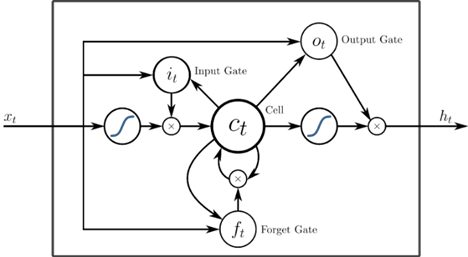 o_t Output Gate
i_t Input Gate
Cell
x_t
c_t
h_t
×
×
×
f_t Forget Gate